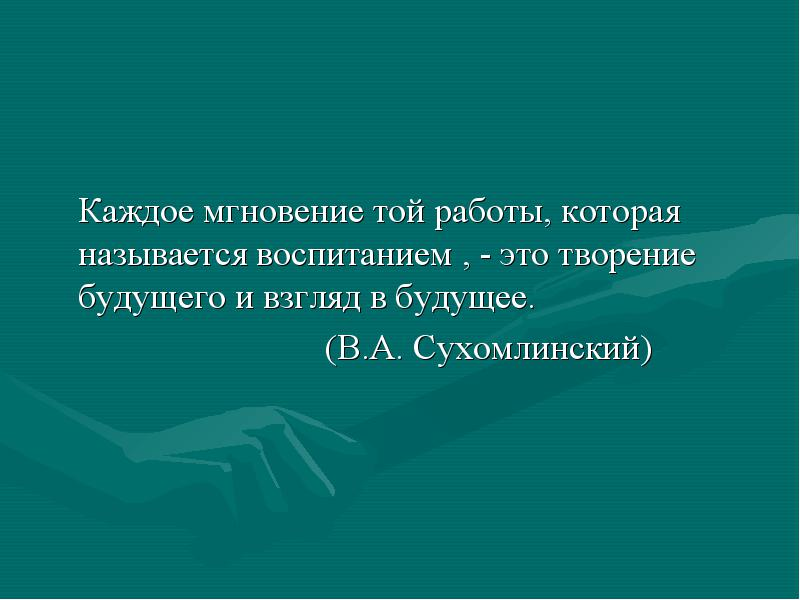 Каждое мгновение той работы, которая
называется воспитанием , - это творение
будущего и взгляд в будущее.
(В.А. Сухомлинский)